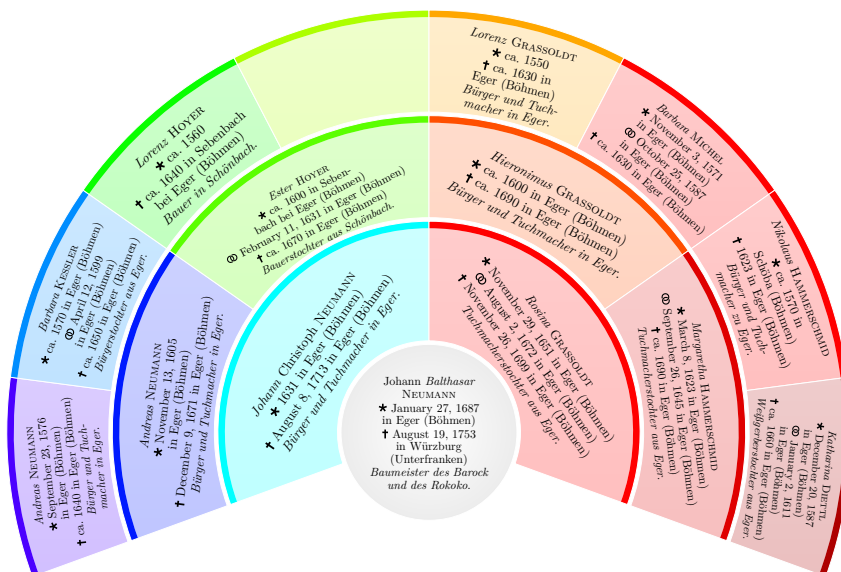 Lorenz HOYER
★ ca. 1560
✝ ca. 1640 in Sebenbach
bei Eger (Böhmen)
Bauer in Schönbach.
Lorenz GRASSOLDT
★ ca. 1550
✝ ca. 1630 in
Eger (Böhmen)
Bürger und Tuch-
macher in Eger.
Barbara MICHEL
★ November 3, 1571
in Eger (Böhmen)
⚭ October 25, 1587
in Eger (Böhmen)
✝ ca. 1630 in Eger (Böhmen)
Barbara KESSLER
★ ca. 1570 in Eger (Böhmen)
⚭ April 12, 1599
in Eger (Böhmen)
✝ ca. 1650 in Eger (Böhmen)
Bürgerstochter aus Eger.
Ester HOYER
★ ca. 1600 in Seben-
bach bei Eger (Böhmen)
⚭ February 11, 1631 in Eger (Böhmen)
✝ ca. 1670 in Eger (Böhmen)
Bauerstochter aus Schönbach.
Hieronimus GRASSOLDT
★ ca. 1600 in Eger (Böhmen)
✝ ca. 1690 in Eger (Böhmen)
Bürger und Tuchmacher in Eger.
Nikolaus HAMMERSCHMID
★ ca. 1570 in
Schöba (Böhmen)
✝ 1623 in Eger (Böhmen)
Bürger und Tuch-
macher zu Eger.
Andreas NEUMANN
★ September 23, 1576
in Eger (Böhmen)
✝ ca. 1640 in Eger (Böhmen)
Bürger und Tuch-
macher in Eger.
Andreas NEUMANN
★ November 13, 1605
in Eger (Böhmen)
✝ December 9, 1671 in Eger (Böhmen)
Bürger und Tuchmacher in Eger.
Johann Christoph NEUMANN
★ 1631 in Eger (Böhmen)
✝ August 8, 1713 in Eger (Böhmen)
Bürger und Tuchmacher in Eger.
Johann Balthasar
NEUMANN
★ January 27, 1687
in Eger (Böhmen)
✝ August 19, 1753
in Würzburg
(Unterfranken)
Baumeister des Barock
und des Rokoko.
Rosina GRASSOLDT
★ November 29, 1651 in Eger (Böhmen)
⚭ August 2, 1672 in Eger (Böhmen)
✝ November 26, 1699 in Eger (Böhmen)
Tuchmacherstochter aus Eger.
Margaretha HAMMERSCHMID
★ March 8, 1623 in Eger (Böhmen)
⚭ September 26, 1645 in Eger (Böhmen)
✝ ca. 1690 in Eger (Böhmen)
Tuchmacherstochter aus Eger.
Katharina DIETTL
★ December 20, 1587
in Eger (Böhmen)
⚭ January 2, 1611
in Eger (Böhmen)
✝ ca. 1660 in Eger (Böhmen)
Weißgerberstochter aus Eger.